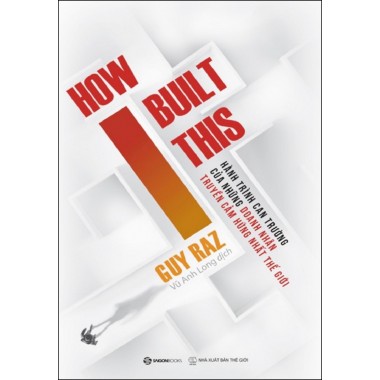 HOW
I
BUILT
THIS
HÀNH TRÌNH CAN TRƯỜNG
CỦA NHỮNG DOANH NHÂN
TRUYỀN CẢM HỨNG NHẤT THẾ GIỚI
GUY RAZ
Vũ Anh Long dịch
SAIGONBOOKS
NHÀ XUẤT BẢN THẾ GIỚI